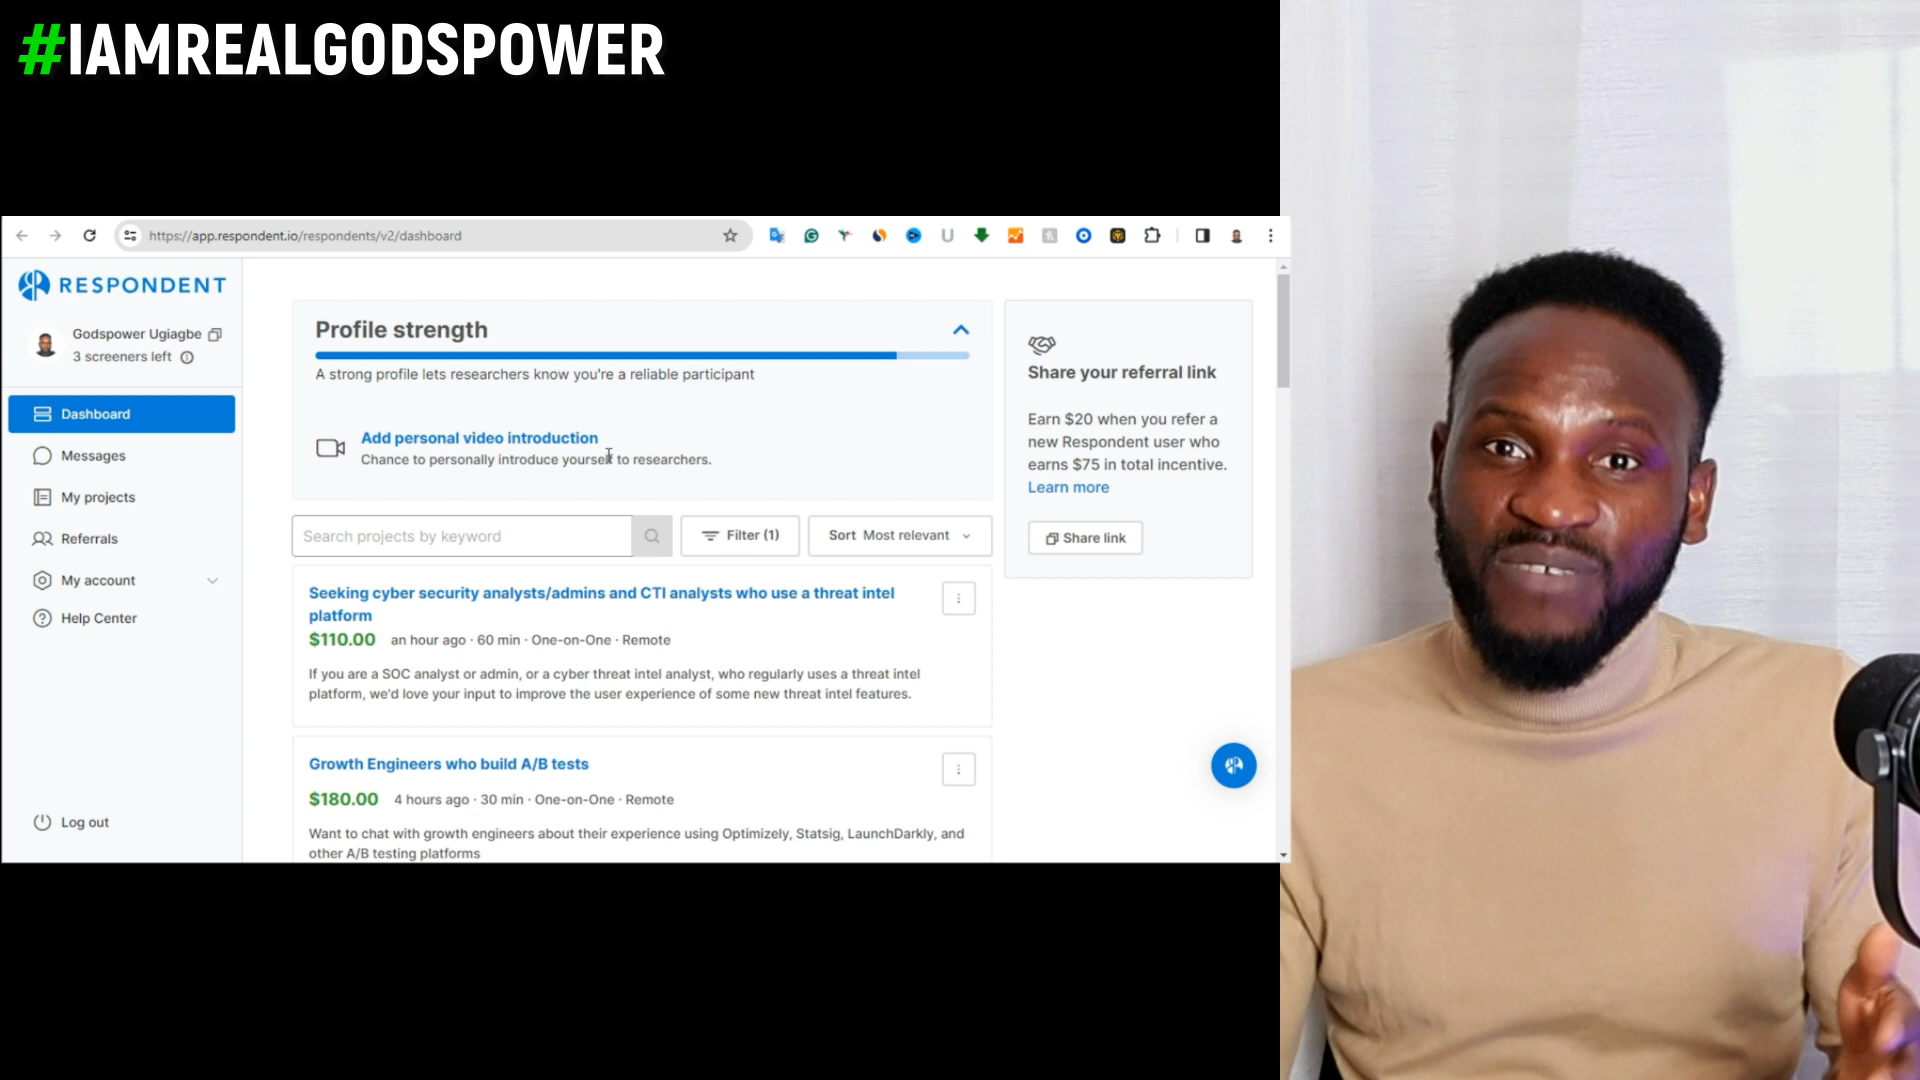 #IAMREALGODSPOWER
https://app.respondent.io/respondents/v2/dashboard
RESPONDENT
Godspower Ugiagbe
3 screeners left
Dashboard
Messages
My projects
Referrals
My account
Help Center
Log out
Profile strength
A strong profile lets researchers know you're a reliable participant
Add personal video introduction
Chance to personally introduce yourself to researchers.
Search projects by keyword
Filter (1)
Sort Most relevant
Seeking cyber security analysts/admins and CTI analysts who use a threat intel
platform
$110.00 an hour ago · 60 min · One-on-One · Remote
If you are a SOC analyst or admin, or a cyber threat intel analyst, who regularly uses a threat intel
platform, we'd love your input to improve the user experience of some new threat intel features.
Growth Engineers who build A/B tests
$180.00 4 hours ago · 30 min · One-on-One · Remote
Want to chat with growth engineers about their experience using Optimizely, Statsig, LaunchDarkly, and
other A/B testing platforms
Share your referral link
Earn $20 when you refer a
new Respondent user who
earns $75 in total incentive.
Learn more
Share link